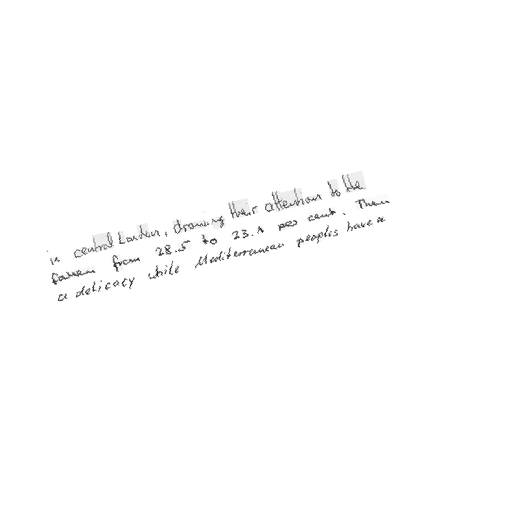 in central London, drawing their attention to the
from 28.5 to 23.1 per cent. Then
a delicacy while Mediterranean peoples have a